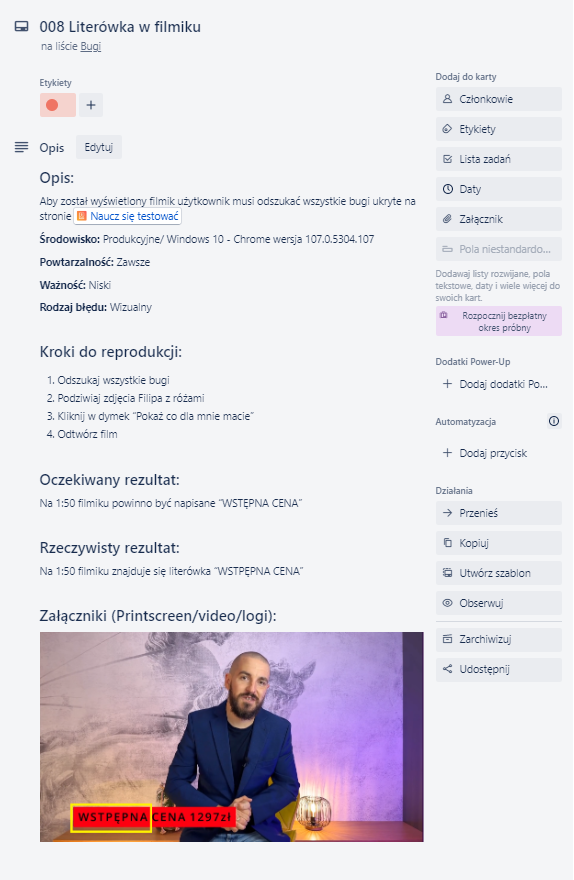 008 Literówka w filmiku
na liście Bugi
Etykiety
Opis
Edytuj
Opis:
Aby został wyświetlony filmik użytkownik musi odszukać wszystkie bugi ukryte na
stronie Naucz się testować
Środowisko: Produkcyjne/ Windows 10 - Chrome wersja 107.0.5304.107
Powtarzalność: Zawsze
Ważność: Niski
Rodzaj błędu: Wizualny
Kroki do reprodukcji:
1. Odszukaj wszystkie bugi
2. Podziwiaj zdjęcia Filipa z różami
3. Kliknij w dymek “Pokaż co dla mnie macie”
4. Odtwórz film
Oczekiwany rezultat:
Na 1:50 filmiku powinno być napisane “WSTĘPNA CENA”
Rzeczywisty rezultat:
Na 1:50 filmiku znajduje się literówka “WSTPĘPNA CENA”
Załączniki (Printscreen/video/logi):
WSTPĘPNA CENA 1297zł
Dodaj do karty
Członkowie
Etykiety
Lista zadań
Daty
Załącznik
Pola niestandardo...
Dodawaj listy rozwijane, pola
tekstowe, daty i wiele więcej do
swoich kart.
Rozpocznij bezpłatny
okres próbny
Dodatki Power-Up
Dodaj dodatki Po...
Automatyzacja
Dodaj przycisk
Działania
Przenieś
Kopiuj
Utwórz szablon
Obserwuj
Zarchiwizuj
Udostępnij